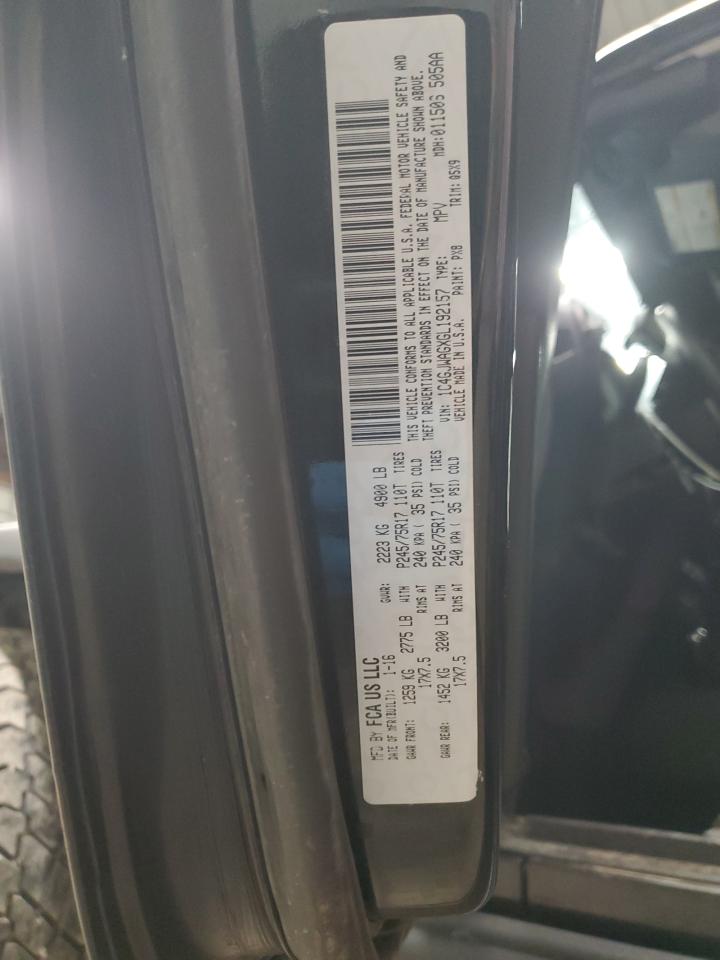 MFD BY FCA US LLC
DATE OF MFR(BUILT): 1-16 GVWR: 2223 KG 4900 LB
GAWR FRONT: 1259 KG 2775 LB WITH P245/75R17 110T TIRES
17X7.5 RIMS AT 240 KPA ( 35 PSI) COLD
GAWR REAR: 1452 KG 3200 LB WITH P245/75R17 110T TIRES
17X7.5 RIMS AT 240 KPA ( 35 PSI) COLD
THIS VEHICLE CONFORMS TO ALL APPLICABLE U.S.A. FEDERAL MOTOR VEHICLE SAFETY AND
THEFT PREVENTION STANDARDS IN EFFECT ON THE DATE OF MANUFACTURE SHOWN ABOVE.
VIN: 1C4GJWAGXGL192157 TYPE: MPV MDH:011506 505AA
VEHICLE MADE IN U.S.A. PAINT: PX8 TRIM: Q5X9